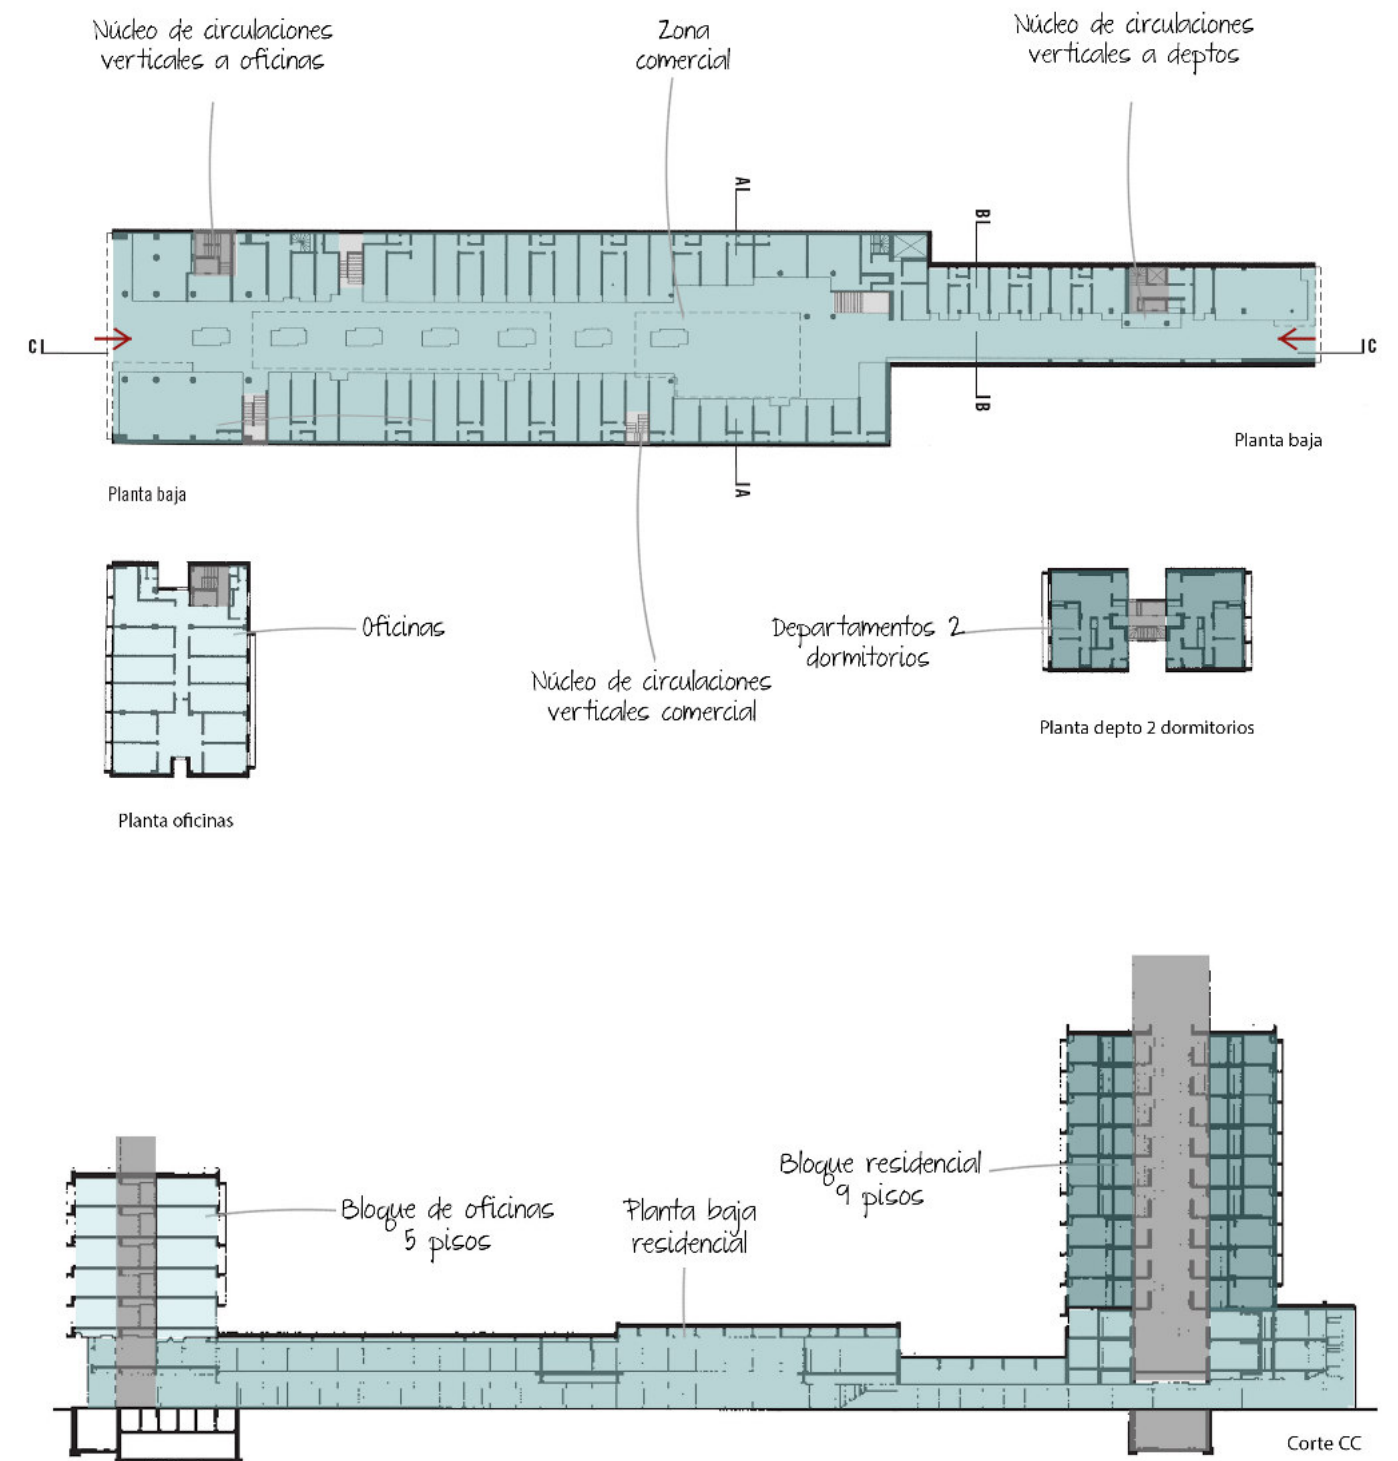 Núcleo de circulaciones
verticales a oficinas
Zona
comercial
Núcleo de circulaciones
verticales a deptos
A
B
C
C
B
A
Planta baja
Planta baja
Oficinas
Departamentos 2
dormitorios
Núcleo de circulaciones
verticales comercial
Planta depto 2 dormitorios
Planta oficinas
Bloque residencial
9 pisos
Bloque de oficinas
5 pisos
Planta baja
residencial
Corte CC